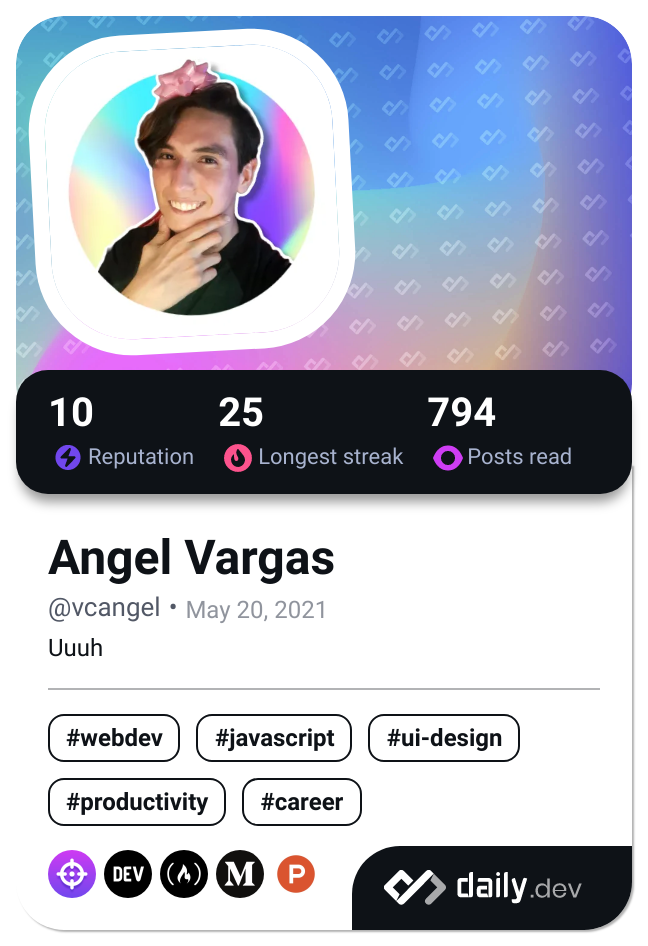 10 25 794
Reputation Longest streak Posts read
Angel Vargas
@vcangel • May 20, 2021
Uuuh
#webdev #javascript #ui-design
#productivity #career
DEV M P
daily.dev